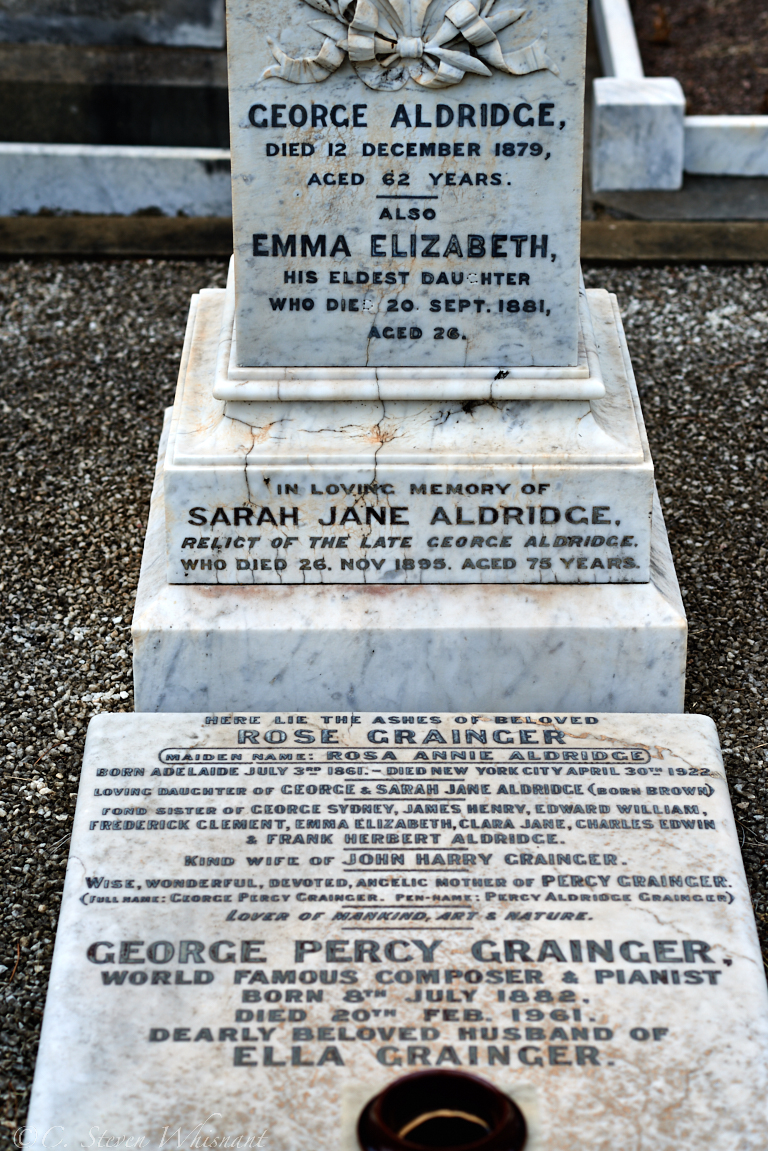 GEORGE ALDRIDGE,
DIED 12 DECEMBER 1879,
AGED 62 YEARS.
ALSO
EMMA ELIZABETH,
HIS ELDEST DAUGHTER
WHO DIED 20. SEPT. 1881,
AGED 26.
IN LOVING MEMORY OF
SARAH JANE ALDRIDGE,
RELICT OF THE LATE GEORGE ALDRIDGE.
WHO DIED 26. NOV 1895. AGED 75 YEARS.
HERE LIE THE ASHES OF BELOVED
ROSE GRAINGER
MAIDEN NAME: ROSA ANNIE ALDRIDGE
BORN ADELAIDE JULY 3RD 1861. - DIED NEW YORK CITY APRIL 30TH 1922
LOVING DAUGHTER OF GEORGE & SARAH JANE ALDRIDGE (BORN BROWN)
FOND SISTER OF GEORGE SYDNEY, JAMES HENRY, EDWARD WILLIAM,
FREDERICK CLEMENT, EMMA ELIZABETH, CLARA JANE, CHARLES EDWIN
& FRANK HERBERT ALDRIDGE.
KIND WIFE OF JOHN HARRY GRAINGER.
WISE, WONDERFUL, DEVOTED, ANGELIC MOTHER OF PERCY GRAINGER.
(FULL NAME: GEORGE PERCY GRAINGER. PEN-NAME: PERCY ALDRIDGE GRAINGER)
LOVER OF MANKIND, ART & NATURE.
GEORGE PERCY GRAINGER,
WORLD FAMOUS COMPOSER & PIANIST
BORN 8TH JULY 1882.
DIED 20TH FEB. 1961.
DEARLY BELOVED HUSBAND OF
ELLA GRAINGER.
© C. Steven Whisnant